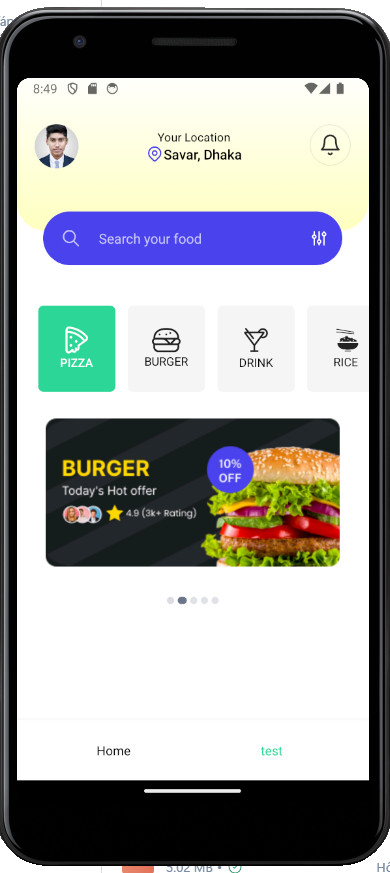 án
8:49
Your Location
Savar, Dhaka
Search your food
PIZZA
BURGER
DRINK
RICE
BURGER
Today's Hot offer
4.9 (3k+ Rating)
10%
OFF
Home
test
5.02 MB •